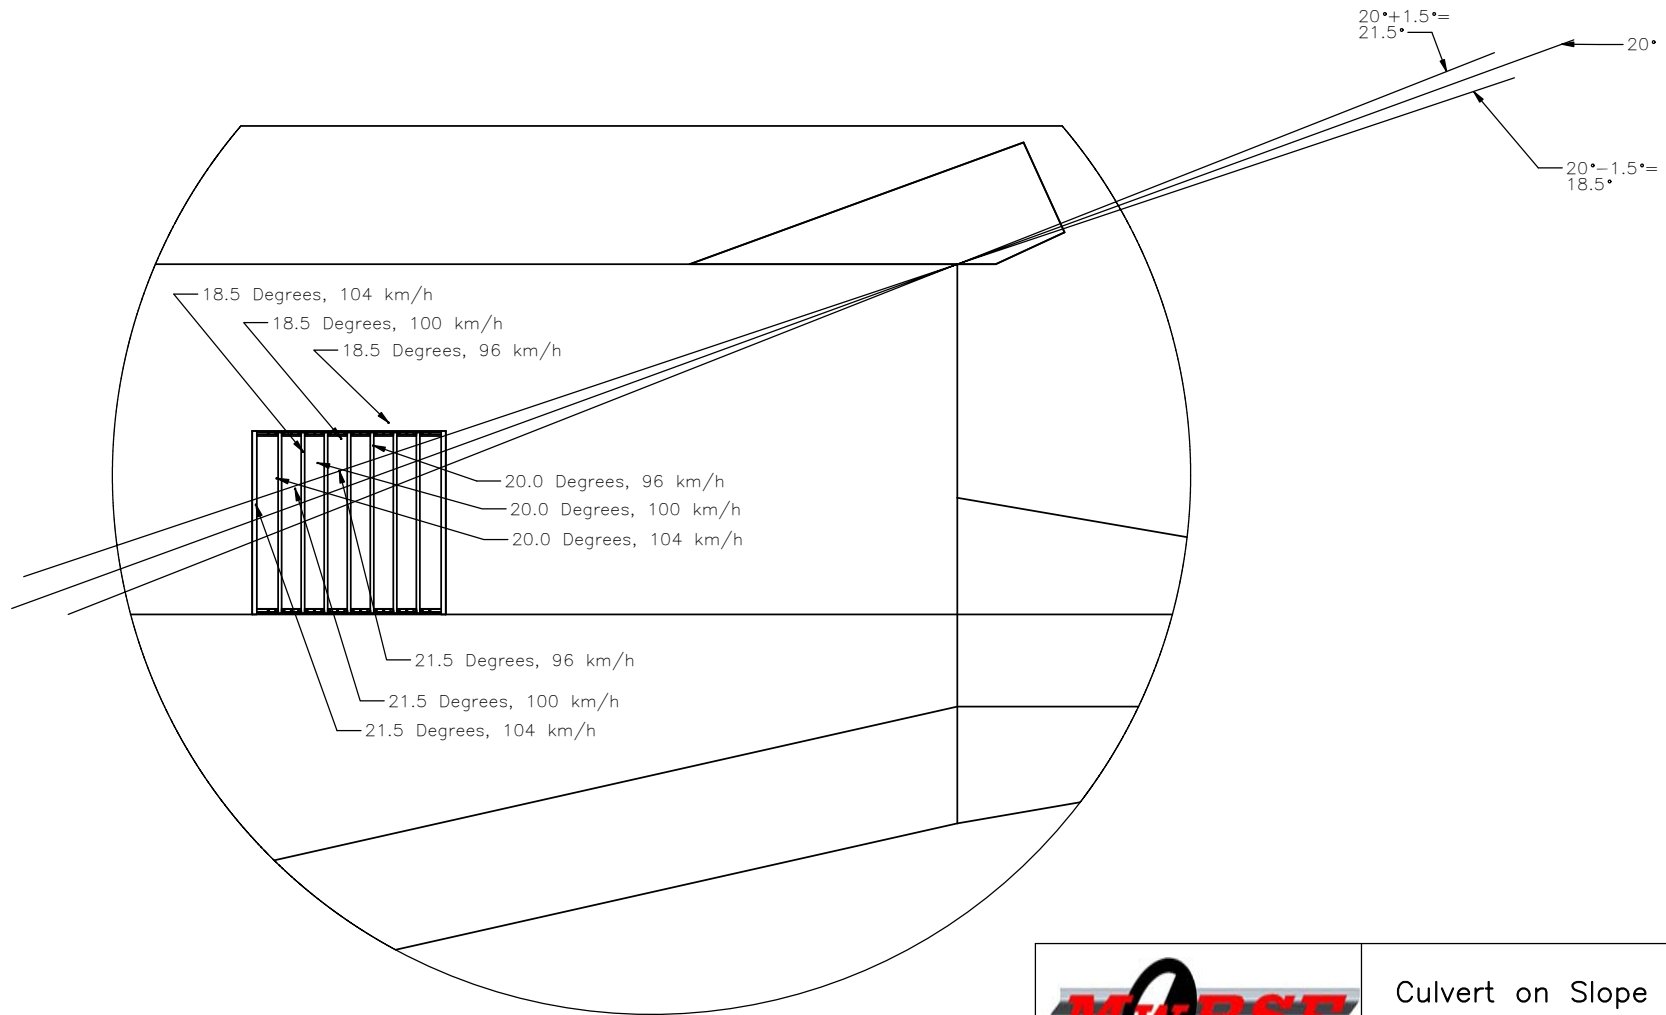 20°+1.5°=
21.5°
20°
20°-1.5°=
18.5°
18.5 Degrees, 104 km/h
18.5 Degrees, 100 km/h
18.5 Degrees, 96 km/h
20.0 Degrees, 96 km/h
20.0 Degrees, 100 km/h
20.0 Degrees, 104 km/h
21.5 Degrees, 96 km/h
21.5 Degrees, 100 km/h
21.5 Degrees, 104 km/h
MwRSF
Culvert on Slope